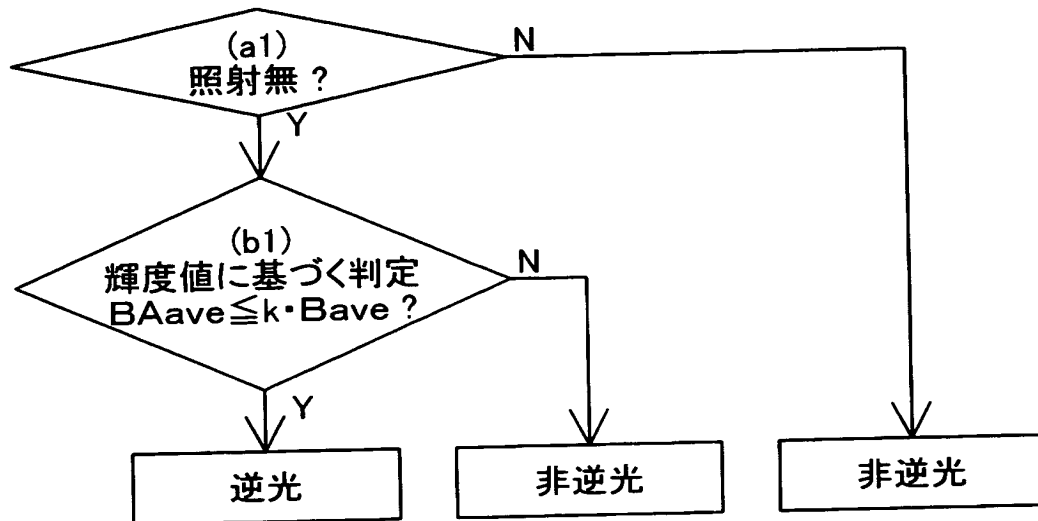 (a1)
照射無？
N
Y
(b1)
輝度値に基づく判定
BAave≦k・Bave？
N
Y
逆光
非逆光
非逆光